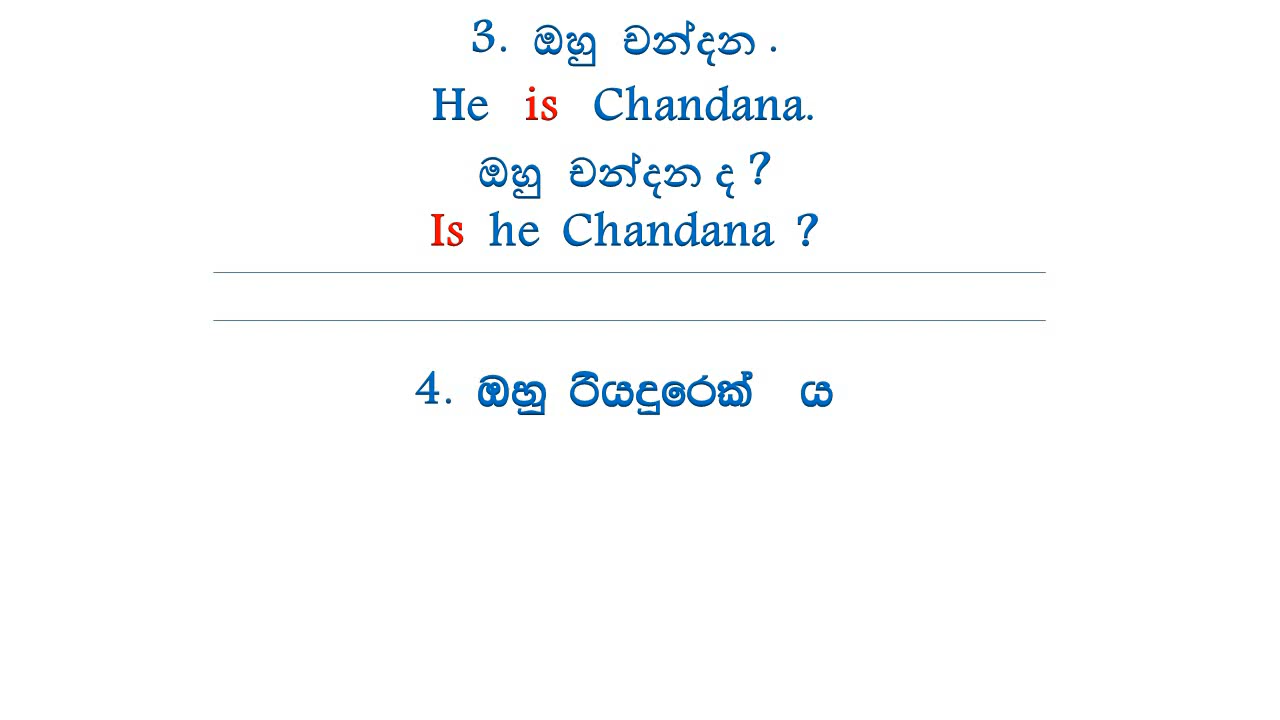 3. ඔහු චන්දන .
He is Chandana.
ඔහු චන්දන ද ?
Is he Chandana ?
4. ඔහු රියදුරෙක් ය